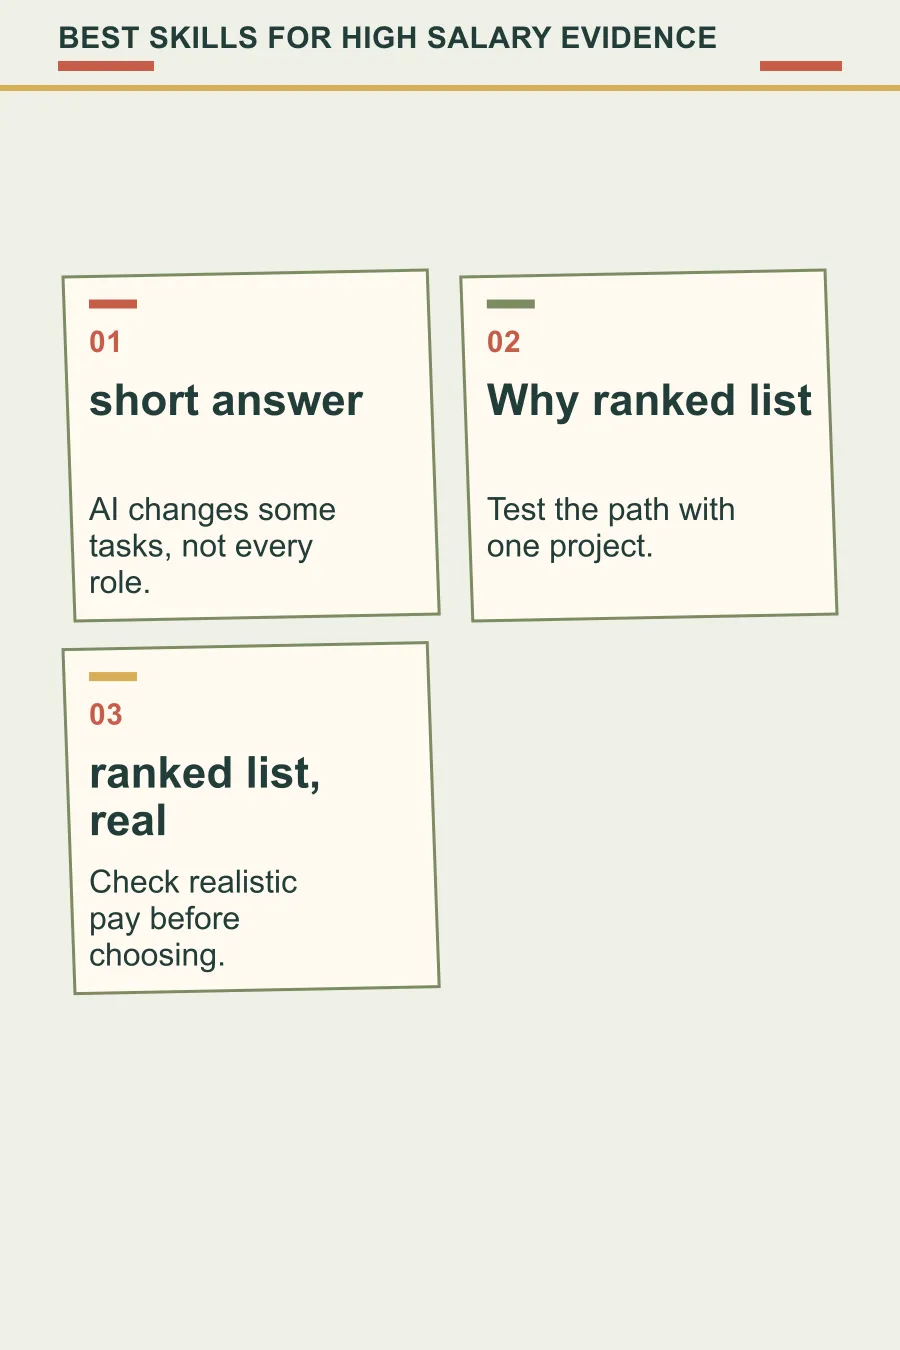 BEST SKILLS FOR HIGH SALARY EVIDENCE
01
short answer
AI changes some
tasks, not every
role.
02
Why ranked list
Test the path with
one project.
03
ranked list,
real
Check realistic
pay before
choosing.